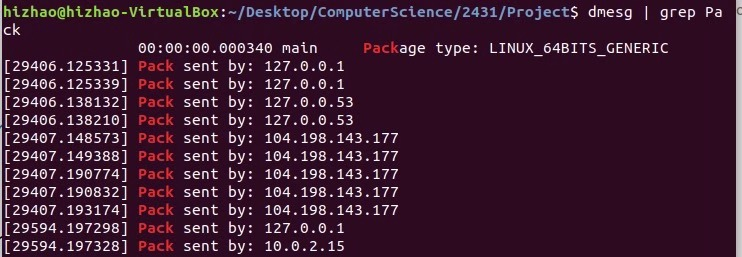 hizhao@hizhao-VirtualBox:~/Desktop/ComputerScience/2431/Project$ dmesg | grep Pa
ck
00:00:00.000340 main     Package type: LINUX_64BITS_GENERIC
[29406.125331] Pack sent by: 127.0.0.1
[29406.125339] Pack sent by: 127.0.0.1
[29406.138132] Pack sent by: 127.0.0.53
[29406.138210] Pack sent by: 127.0.0.53
[29407.148573] Pack sent by: 104.198.143.177
[29407.149388] Pack sent by: 104.198.143.177
[29407.190774] Pack sent by: 104.198.143.177
[29407.190832] Pack sent by: 104.198.143.177
[29407.193174] Pack sent by: 104.198.143.177
[29594.197298] Pack sent by: 127.0.0.1
[29594.197328] Pack sent by: 10.0.2.15